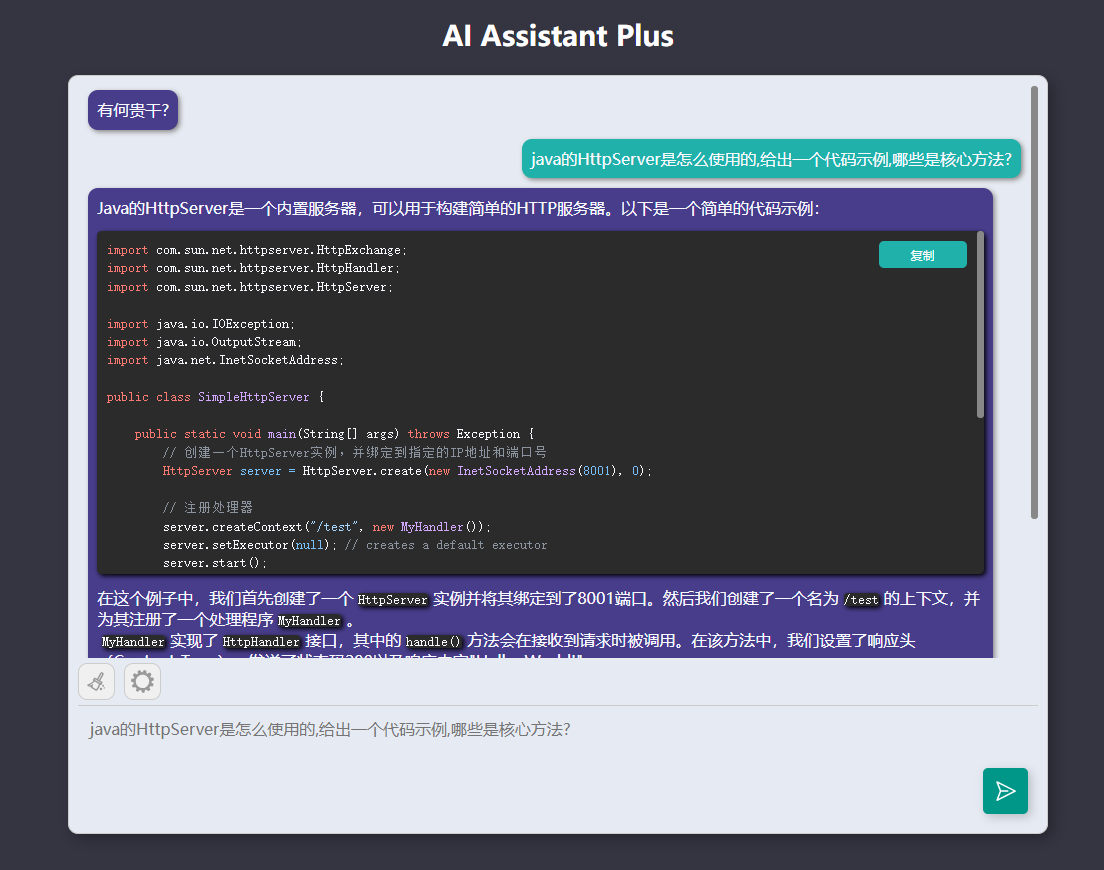 AI Assistant Plus
有何贵干?
java的HttpServer是怎么使用的,给出一个代码示例,哪些是核心方法?
Java的HttpServer是一个内置服务器，可以用于构建简单的HTTP服务器。以下是一个简单的代码示例：
复制
import com.sun.net.httpserver.HttpExchange;
import com.sun.net.httpserver.HttpHandler;
import com.sun.net.httpserver.HttpServer;
import java.io.IOException;
import java.io.OutputStream;
import java.net.InetSocketAddress;
public class SimpleHttpServer {
public static void main(String[] args) throws Exception {
// 创建一个HttpServer实例，并绑定到指定的IP地址和端口号
HttpServer server = HttpServer.create(new InetSocketAddress(8001), 0);
// 注册处理器
server.createContext("/test", new MyHandler());
server.setExecutor(null); // creates a default executor
server.start();
在这个例子中，我们首先创建了一个 HttpServer 实例并将其绑定到了8001端口。然后我们创建了一个名为 /test 的上下文，并
为其注册了一个处理程序 MyHandler 。
MyHandler 实现了 HttpHandler 接口，其中的 handle() 方法会在接收到请求时被调用。在该方法中，我们设置了响应头
java的HttpServer是怎么使用的,给出一个代码示例,哪些是核心方法?